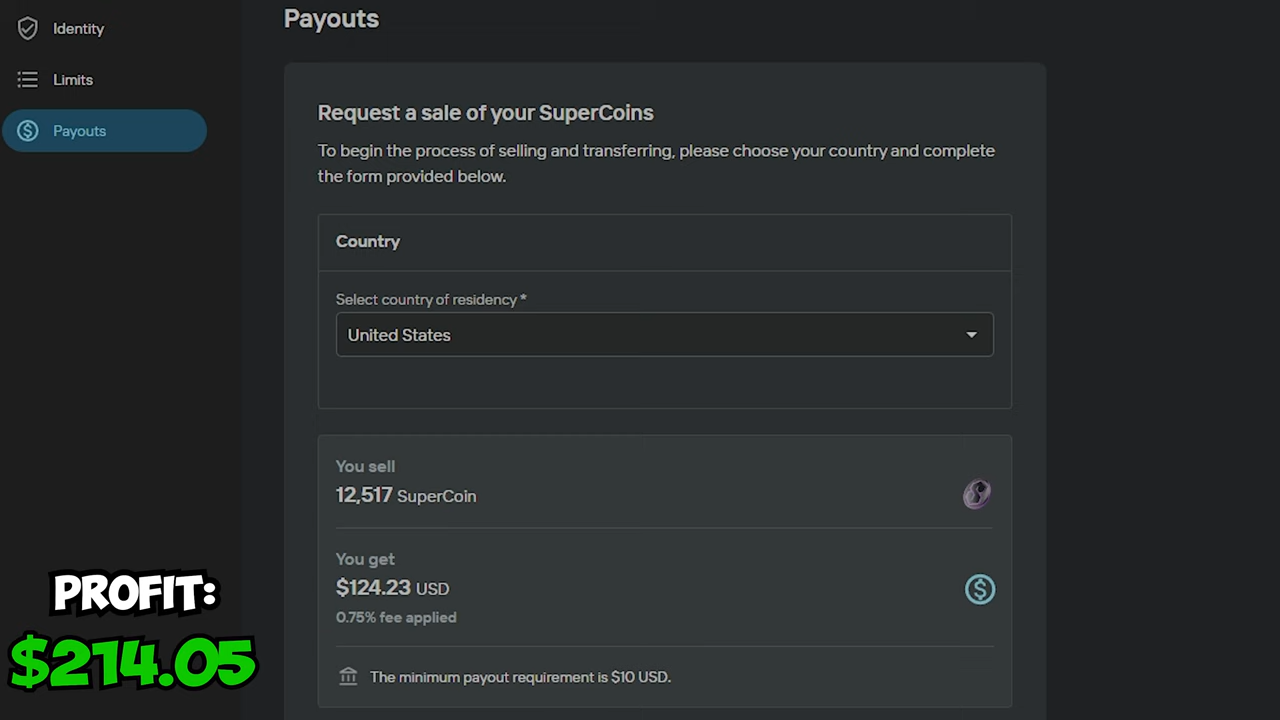 Identity
Limits
Payouts
Payouts
Request a sale of your SuperCoins
To begin the process of selling and transferring, please choose your country and complete
the form provided below.
Country
Select country of residency *
United States
You sell
12,517 SuperCoin
You get
$124.23 USD
0.75% fee applied
The minimum payout requirement is $10 USD.
PROFIT:
$214.05